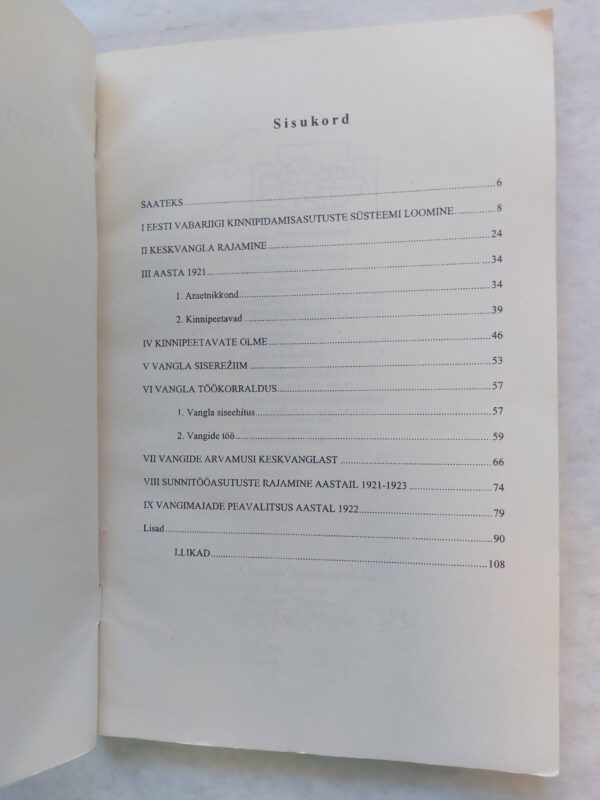 Sisukord
SAATEKS 6
I EESTI VABARIIGI KINNIPIDAMISASUTUSTE SÜSTEEMI LOOMINE 8
II KESKVANGLA RAJAMINE 24
III AASTA 1921 34
1. Ametnikkond 34
2. Kinnipeetavad 39
IV KINNIPEETAVATE OLME 46
V VANGLA SISEREŽIIM 53
VI VANGLA TÖÖKORRALDUS 57
1. Vangla siseehitus 57
2. Vangide töö 59
VII VANGIDE ARVAMUSI KESKVANGLAST 66
VIII SUNNITÖÖASUTUSTE RAJAMINE AASTAIL 1921-1923 74
IX VANGIMAJADE PEAVALITSUS AASTAL 1922 79
Lisad 90
LLIKAD 108